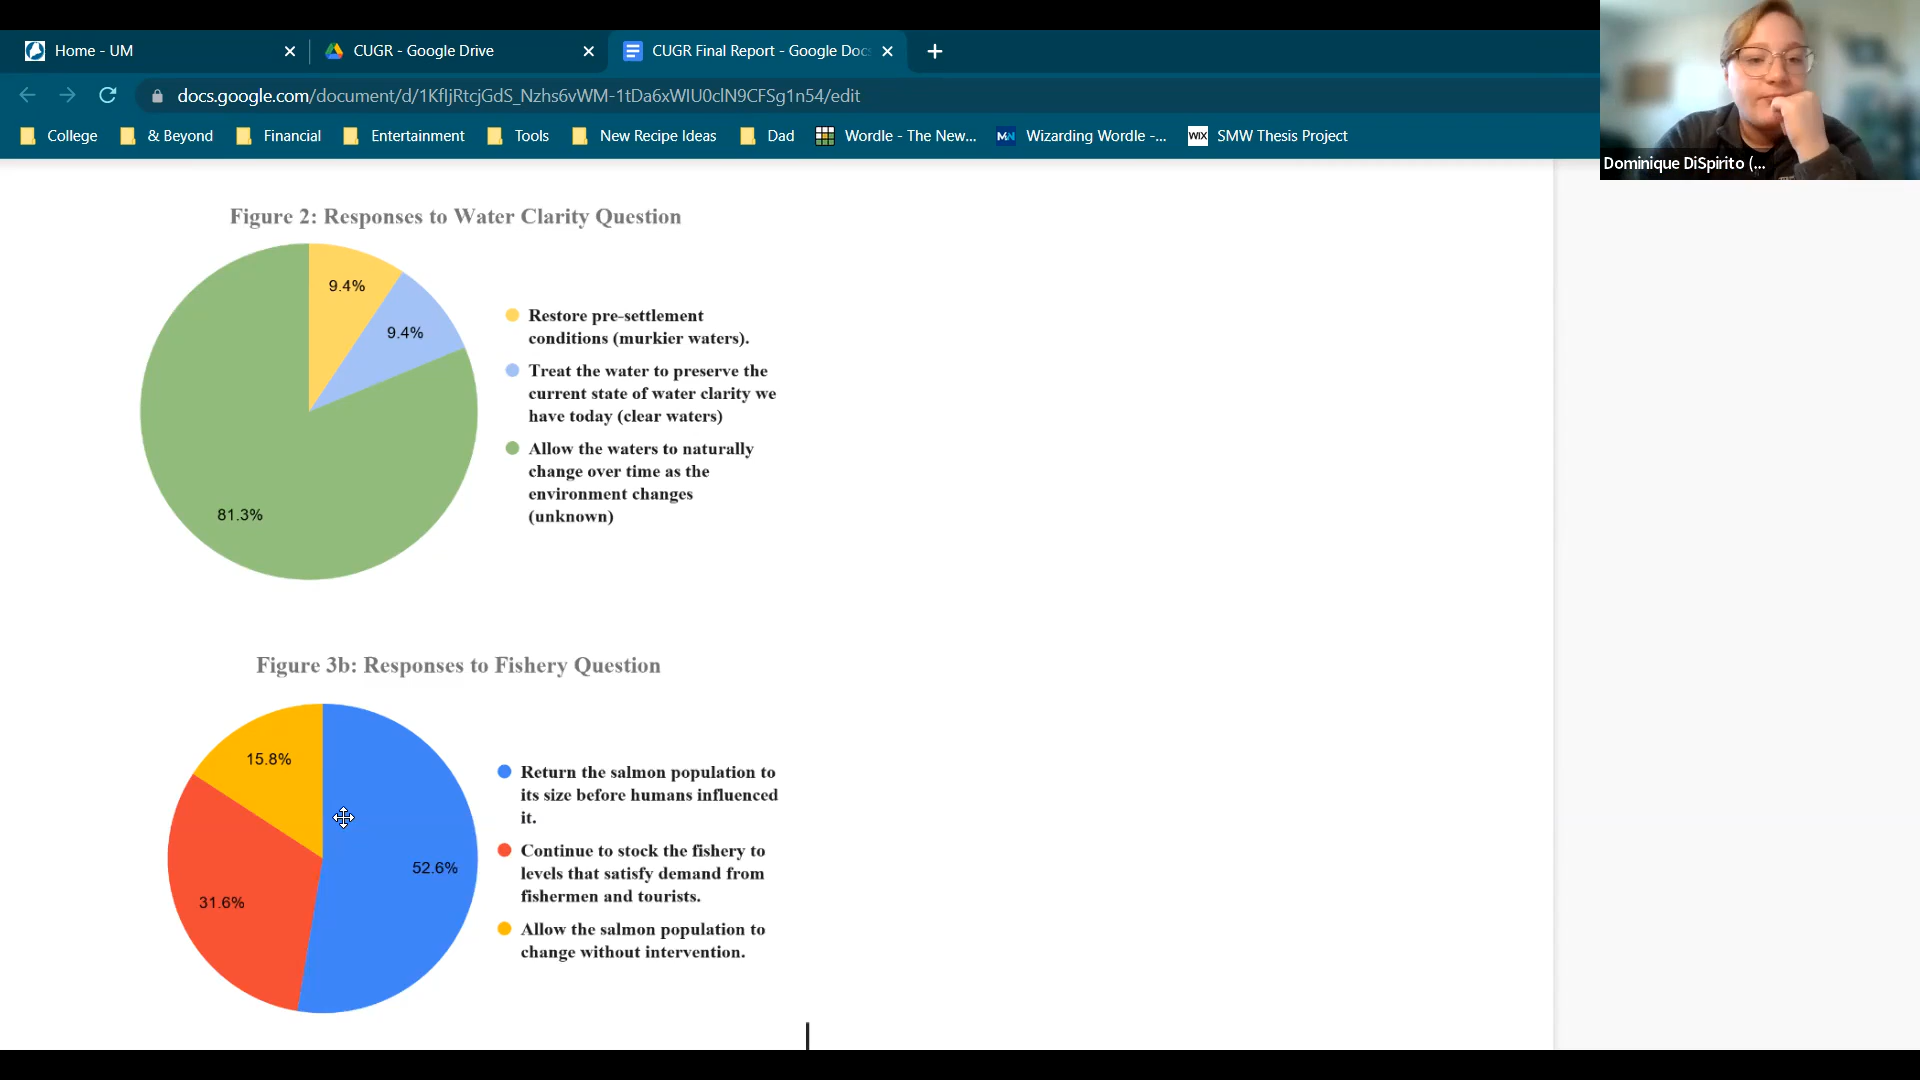 Home - UM
CUGR - Google Drive
CUGR Final Report - Google Doc
docs.google.com/document/d/1KfIjRtcjGdS_Nzhs6vWM-1tDa6xWIU0clN9CFSg1n54/edit
College
& Beyond
Financial
Entertainment
Tools
New Recipe Ideas
Dad
Wordle - The New...
Wizarding Wordle -...
WIX SMW Thesis Project
Dominique DiSpirito (...
Figure 2: Responses to Water Clarity Question
9.4%
9.4%
81.3%
Restore pre-settlement
conditions (murkier waters).
Treat the water to preserve the
current state of water clarity we
have today (clear waters)
Allow the waters to naturally
change over time as the
environment changes
(unknown)
Figure 3b: Responses to Fishery Question
15.8%
52.6%
31.6%
Return the salmon population to
its size before humans influenced
it.
Continue to stock the fishery to
levels that satisfy demand from
fishermen and tourists.
Allow the salmon population to
change without intervention.